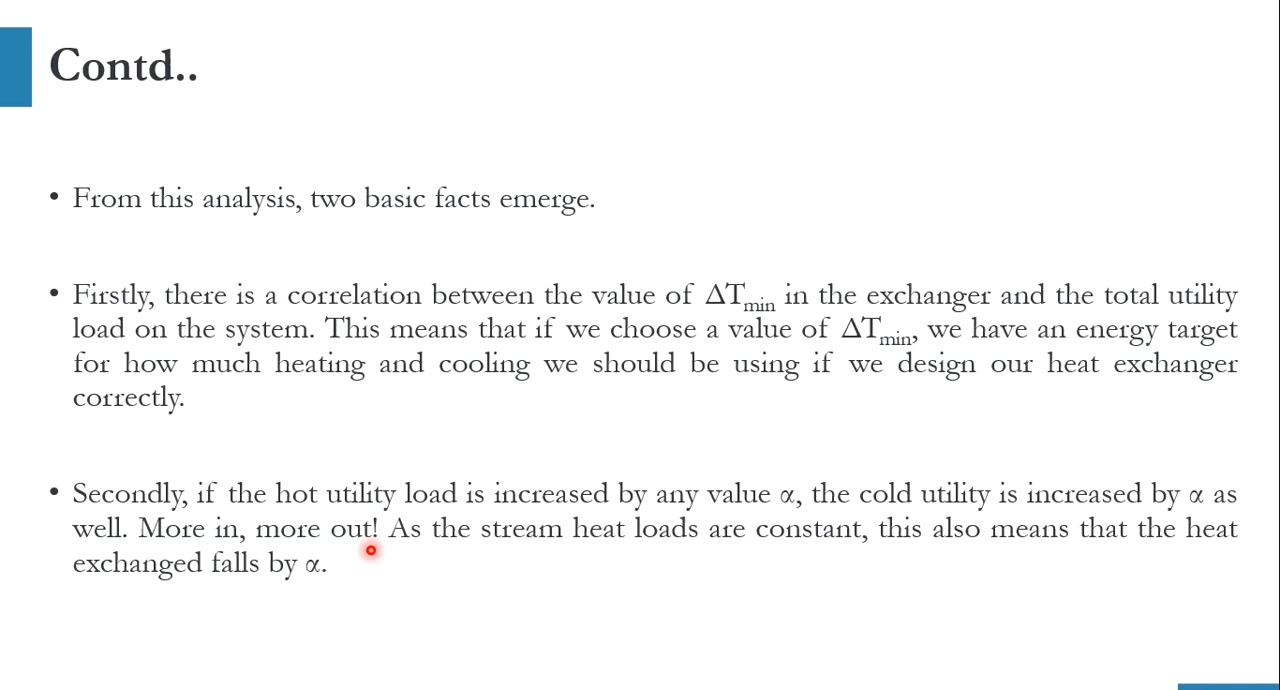 Contd..
• From this analysis, two basic facts emerge.
• Firstly, there is a correlation between the value of ΔTmin in the exchanger and the total utility
load on the system. This means that if we choose a value of ΔTmin, we have an energy target
for how much heating and cooling we should be using if we design our heat exchanger
correctly.
• Secondly, if the hot utility load is increased by any value α, the cold utility is increased by α as
well. More in, more out! As the stream heat loads are constant, this also means that the heat
exchanged falls by α.